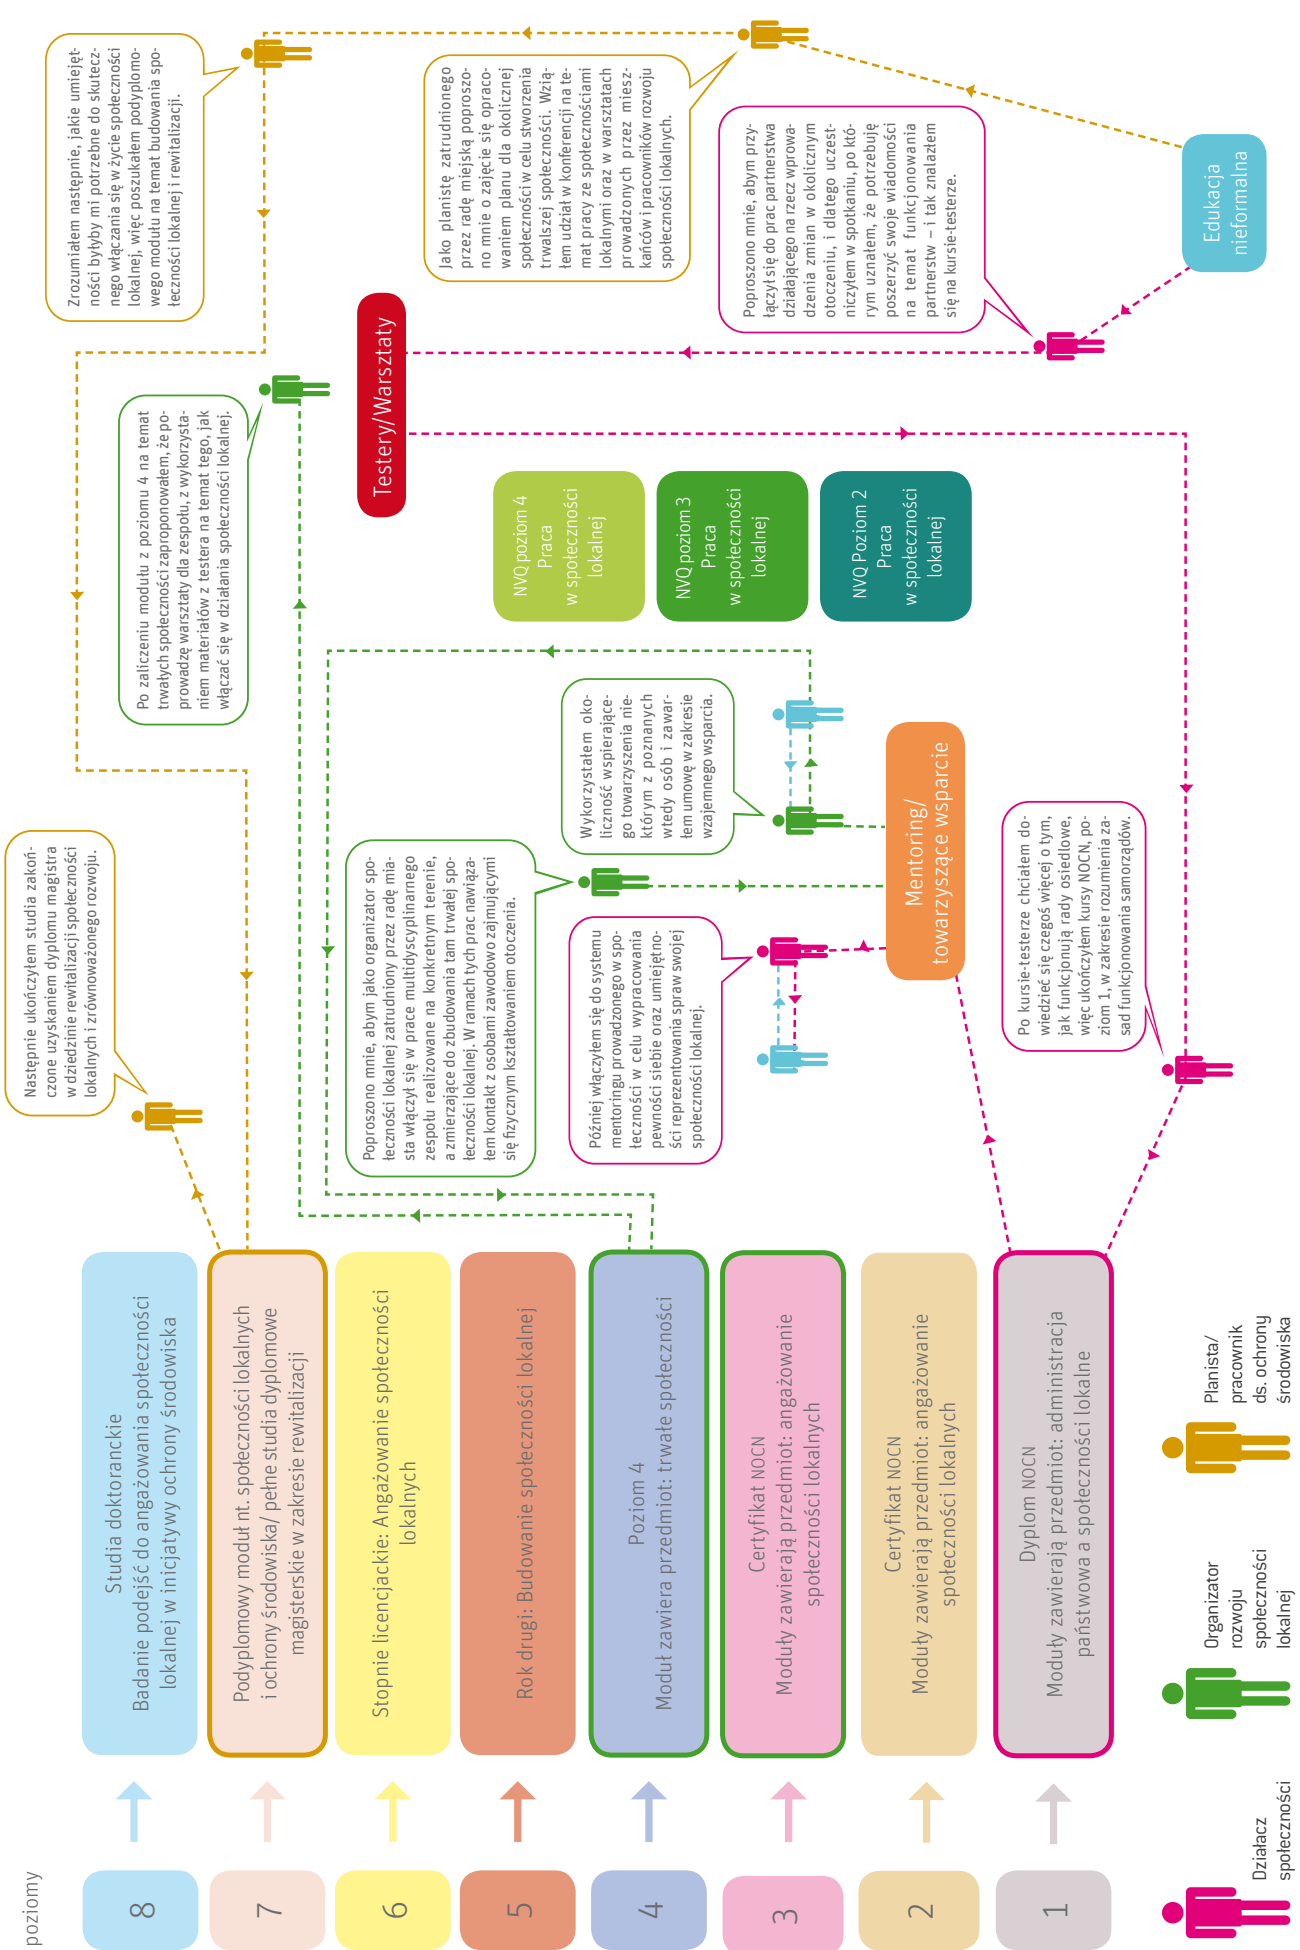 poziomy
8
7
6
5
4
3
2
1
Studia doktoranckie
Badanie podejść do angażowania społeczności
lokalnej w inicjatywy ochrony środowiska
Podyplomowy moduł nt. społeczności lokalnych
i ochrony środowiska/ pełne studia dyplomowe
magisterskie w zakresie rewitalizacji
Stopnie licencjackie: Angażowanie społeczności
lokalnych
Rok drugi: Budowanie społeczności lokalnej
Poziom 4
Moduł zawiera przedmiot: trwałe społeczności
Certyfikat NOCN
Moduły zawierają przedmiot: angażowanie
społeczności lokalnych
Certyfikat NOCN
Moduły zawierają przedmiot: angażowanie
społeczności lokalnych
Dyplom NOCN
Moduły zawierają przedmiot: administracja
państwowa a społeczności lokalne
Następnie ukończyłem studia zakoń-
czone uzyskaniem dyplomu magistra
w dziedzinie rewitalizacji społeczności
lokalnych i zrównoważonego rozwoju.
Po zaliczeniu modułu z poziomu 4 na temat
trwałych społeczności zaproponowałem, że po-
prowadzę warsztaty dla zespołu, z wykorzysta-
niem materiałów z testera na temat tego, jak
włączać się w działania społeczności lokalnej.
Zrozumiałem następnie, jakie umiejęt-
ności byłyby mi potrzebne do skutecz-
nego włączania się w życie społeczności
lokalnej, więc poszukałem podyplomo-
wego modułu na temat budowania spo-
łeczności lokalnej i rewitalizacji.
Poproszono mnie, abym jako organizator spo-
łeczności lokalnej zatrudniony przez radę mia-
sta włączył się w prace multidyscyplinarnego
zespołu realizowane na konkretnym terenie,
a zmierzające do zbudowania tam trwałej spo-
łeczności lokalnej. W ramach tych prac nawiąza-
łem kontakt z osobami zawodowo zajmującymi
się fizycznym kształtowaniem otoczenia.
Wykorzystałem oko-
liczność wspierające-
go towarzyszenia nie-
którym z poznanych
wtedy osób i zawar-
łem umowę w zakresie
wzajemnego wsparcia.
Później włączyłem się do systemu
mentoringu prowadzonego w spo-
łeczności w celu wypracowania
pewności siebie oraz umiejętno-
ści reprezentowania spraw swojej
społeczności lokalnej.
Mentoring/
towarzyszące wsparcie
Po kursie-testerze chciałem do-
wiedzieć się czegoś więcej o tym,
jak funkcjonują rady osiedlowe,
więc ukończyłem kursy NOCN, po-
ziom 1, w zakresie rozumienia za-
sad funkcjonowania samorządów.
Testery/Warsztaty
NVQ poziom 4
Praca
w społeczności
lokalnej
NVQ poziom 3
Praca
w społeczności
lokalnej
NVQ Poziom 2
Praca
w społeczności
lokalnej
Jako planistę zatrudnionego
przez radę miejską poproszo-
no mnie o zajęcie się opraco-
waniem planu dla okolicznej
społeczności w celu stworzenia
trwalszej społeczności. Wzią-
łem udział w konferencji na te-
mat pracy ze społecznościami
lokalnymi oraz w warsztatach
prowadzonych przez miesz-
kańców i pracowników rozwoju
społeczności lokalnych.
Poproszono mnie, abym przy-
łączył się do prac partnerstwa
działającego na rzecz wprowa-
dzenia zmian w okolicznym
otoczeniu, i dlatego uczest-
niczyłem w spotkaniu, po któ-
rym uznałem, że potrzebuję
poszerzyć swoje wiadomości
na temat funkcjonowania
partnerstw – i tak znalazłem
się na kursie-testerze.
Edukacja
nieformalna
Działacz
społeczności
Organizator
rozwoju
społeczności
lokalnej
Planista/
pracownik
ds. ochrony
środowiska